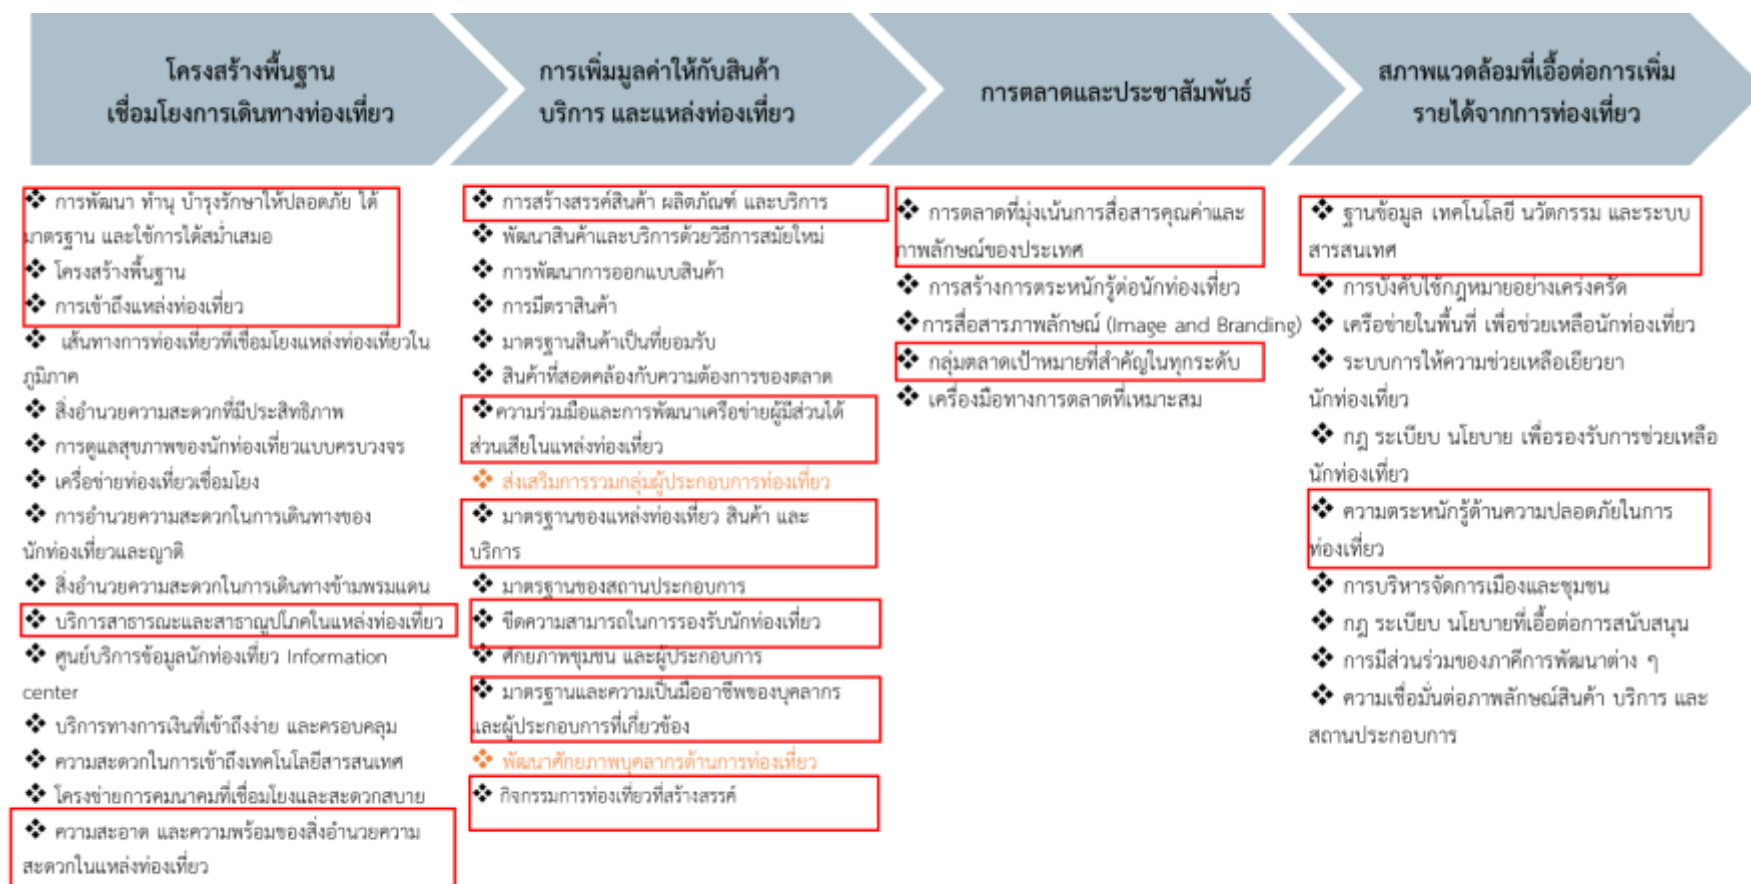 โครงสร้างพื้นฐาน
เชื่อมโยงการเดินทางท่องเที่ยว
❖ การพัฒนา ทำนุ บำรุงรักษาให้ปลอดภัย ได้
มาตรฐาน และใช้การได้สม่ำเสมอ
❖ โครงสร้างพื้นฐาน
❖ การเข้าถึงแหล่งท่องเที่ยว
❖ เส้นทางการท่องเที่ยวที่เชื่อมโยงแหล่งท่องเที่ยวใน
ภูมิภาค
❖ สิ่งอำนวยความสะดวกที่มีประสิทธิภาพ
❖ การดูแลสุขภาพของนักท่องเที่ยวแบบครบวงจร
❖ เครือข่ายท่องเที่ยวเชื่อมโยง
❖ การอำนวยความสะดวกในการเดินทางของ
นักท่องเที่ยวและญาติ
❖ สิ่งอำนวยความสะดวกในการเดินทางข้ามพรมแดน
❖ บริการสาธารณะและสาธาณูปโภคในแหล่งท่องเที่ยว
❖ ศูนย์บริการข้อมูลนักท่องเที่ยว Information
center
❖ บริการทางการเงินที่เข้าถึงง่าย และครอบคลุม
❖ ความสะดวกในการเข้าถึงเทคโนโลยีสารสนเทศ
❖ โครงข่ายการคมนาคมที่เชื่อมโยงและสะดวกสบาย
❖ ความสะอาด และความพร้อมของสิ่งอำนวยความ
สะดวกในแหล่งท่องเที่ยว
การเพิ่มมูลค่าให้กับสินค้า
บริการ และแหล่งท่องเที่ยว
❖ การสร้างสรรค์สินค้า ผลิตภัณฑ์ และบริการ
❖ พัฒนาสินค้าและบริการด้วยวิธีการสมัยใหม่
❖ การพัฒนาการออกแบบสินค้า
❖ การมีตราสินค้า
❖ มาตรฐานสินค้าเป็นที่ยอมรับ
❖ สินค้าที่สอดคล้องกับความต้องการของตลาด
❖ความร่วมมือและการพัฒนาเครือข่ายผู้มีส่วนได้
ส่วนเสียในแหล่งท่องเที่ยว
❖ ส่งเสริมการรวมกลุ่มผู้ประกอบการท่องเที่ยว
❖ มาตรฐานของแหล่งท่องเที่ยว สินค้า และ
บริการ
❖ มาตรฐานของสถานประกอบการ
❖ ขีดความสามารถในการรองรับนักท่องเที่ยว
❖ ศักยภาพชุมชน และผู้ประกอบการ
❖ มาตรฐานและความเป็นมืออาชีพของบุคลากร
และผู้ประกอบการที่เกี่ยวข้อง
❖ พัฒนาศักยภาพบุคลากรด้านการท่องเที่ยว
❖ กิจกรรมการท่องเที่ยวที่สร้างสรรค์
การตลาดและประชาสัมพันธ์
❖ การตลาดที่มุ่งเน้นการสื่อสารคุณค่าและ
ภาพลักษณ์ของประเทศ
❖ การสร้างการตระหนักรู้ต่อนักท่องเที่ยว
❖การสื่อสารภาพลักษณ์ (Image and Branding)
❖ กลุ่มตลาดเป้าหมายที่สำคัญในทุกระดับ
❖ เครื่องมือทางการตลาดที่เหมาะสม
สภาพแวดล้อมที่เอื้อต่อการเพิ่ม
รายได้จากการท่องเที่ยว
❖ ฐานข้อมูล เทคโนโลยี นวัตกรรม และระบบ
สารสนเทศ
❖ การบังคับใช้กฎหมายอย่างเคร่งครัด
❖ เครือข่ายในพื้นที่ เพื่อช่วยเหลือนักท่องเที่ยว
❖ ระบบการให้ความช่วยเหลือเยียวยา
นักท่องเที่ยว
❖ กฎ ระเบียบ นโยบาย เพื่อรองรับการช่วยเหลือ
นักท่องเที่ยว
❖ ความตระหนักรู้ด้านความปลอดภัยในการ
ท่องเที่ยว
❖ การบริหารจัดการเมืองและชุมชน
❖ กฎ ระเบียบ นโยบายที่เอื้อต่อการสนับสนุน
❖ การมีส่วนร่วมของภาคีการพัฒนาต่าง ๆ
❖ ความเชื่อมั่นต่อภาพลักษณ์สินค้า บริการ และ
สถานประกอบการ